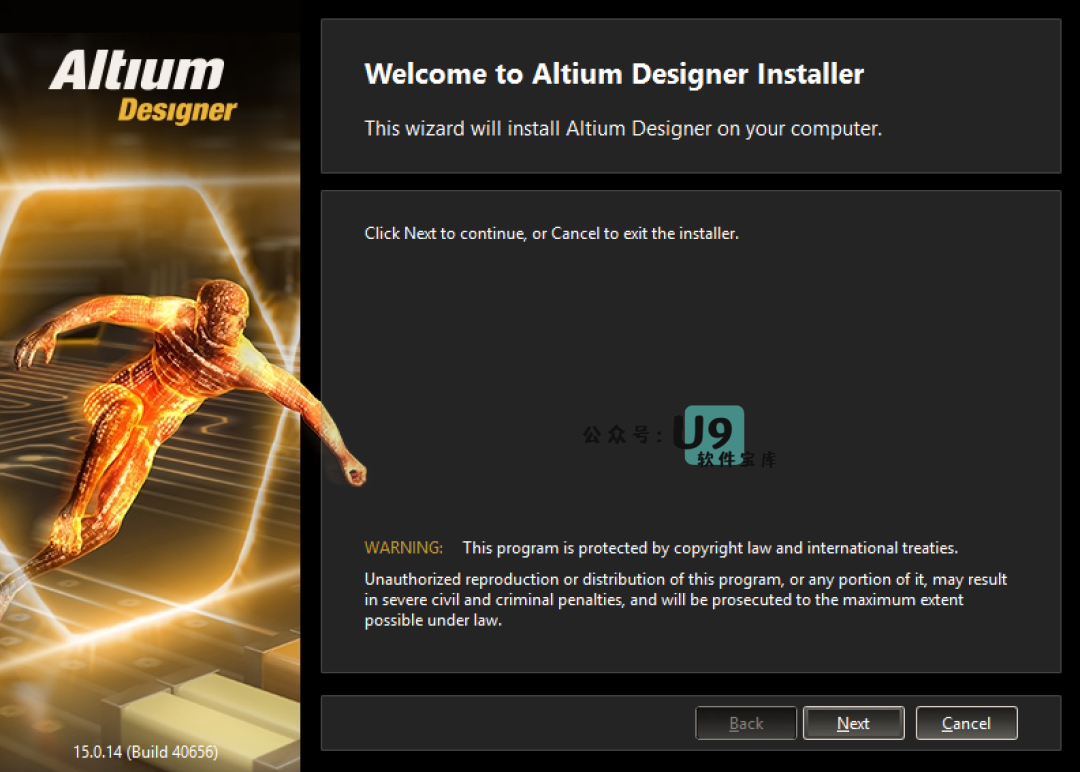 Altium
Designer
Welcome to Altium Designer Installer
This wizard will install Altium Designer on your computer.
Click Next to continue, or Cancel to exit the installer.
公众号:U9
软件宝库
WARNING: This program is protected by copyright law and international treaties.
Unauthorized reproduction or distribution of this program, or any portion of it, may result
in severe civil and criminal penalties, and will be prosecuted to the maximum extent
possible under law.
Back Next Cancel
15.0.14 (Build 40656)